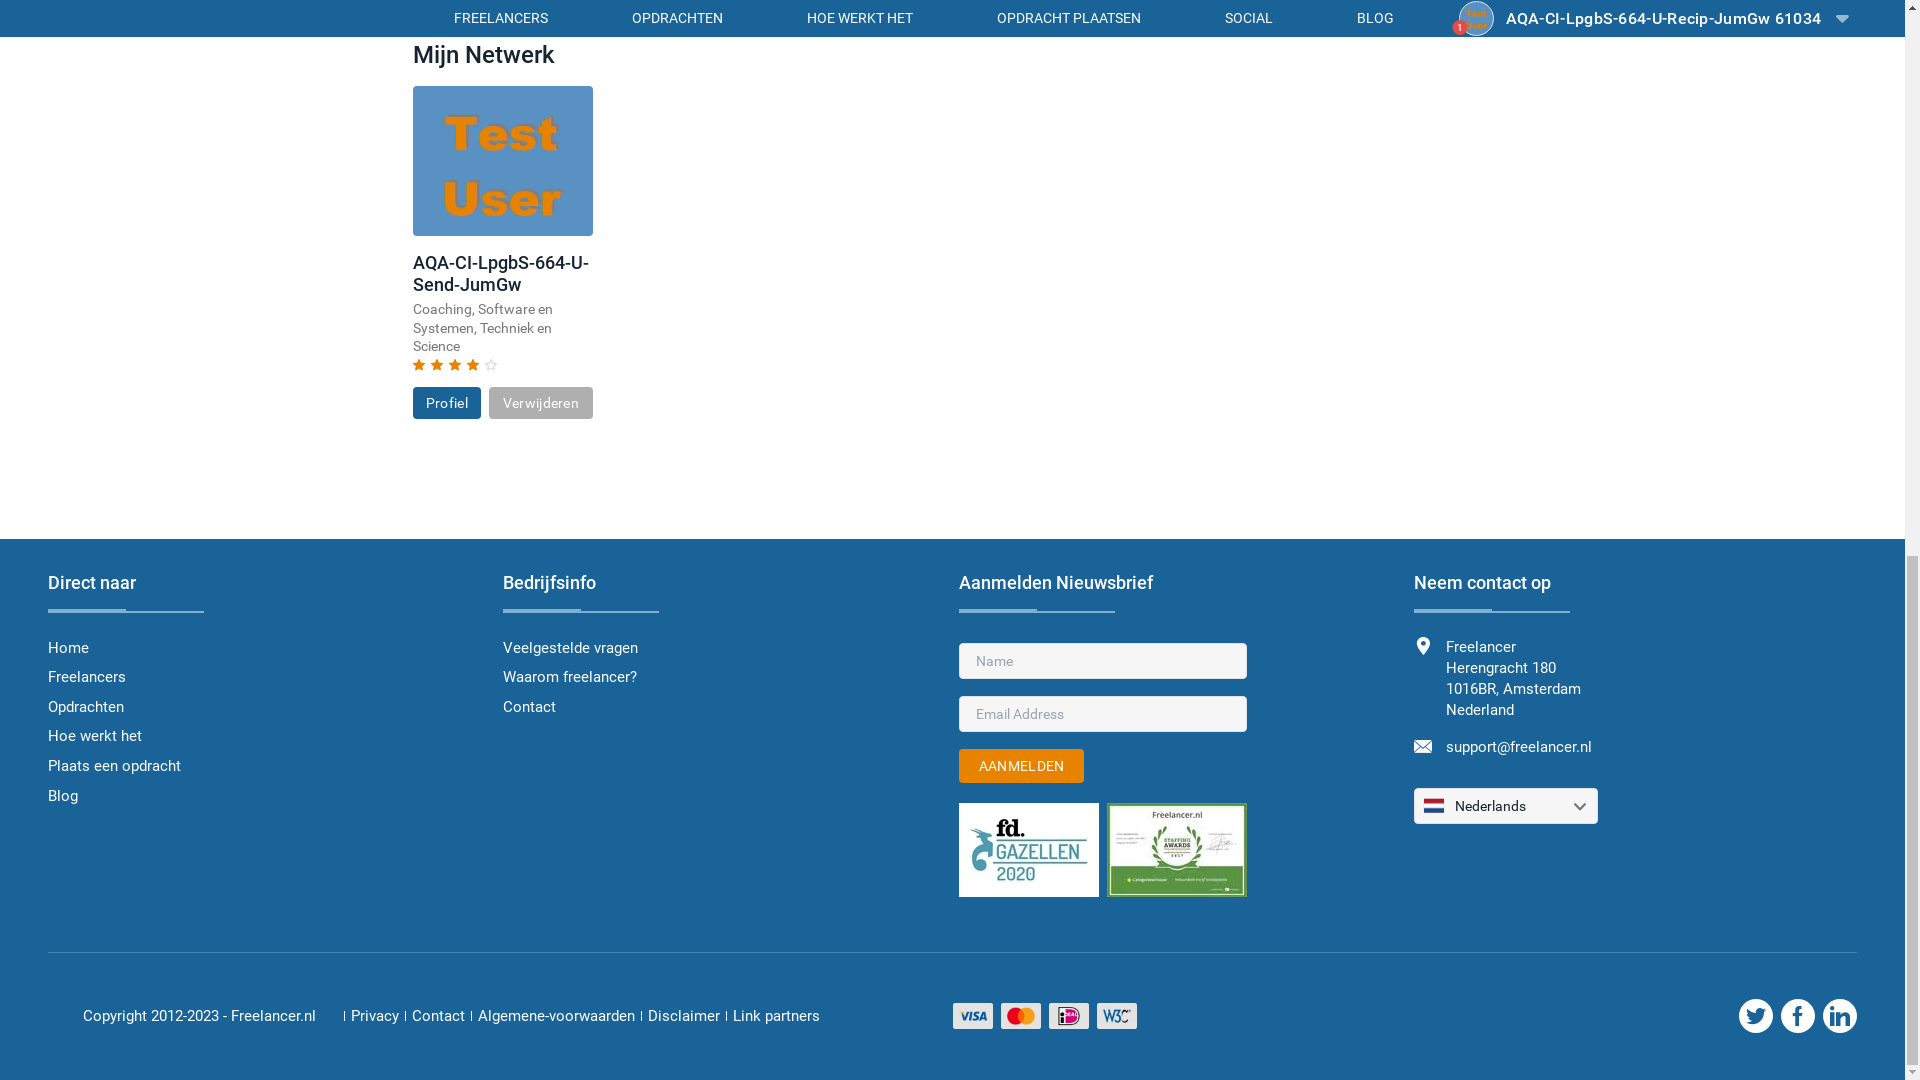 FREELANCERS OPDRACHTEN HOE WERKT HET OPDRACHT PLAATSEN SOCIAL BLOG 1 AQA-CI-LpgbS-664-U-Recip-JumGw 61034
Mijn Netwerk
Test
User
AQA-CI-LpgbS-664-U-
Send-JumGw
Coaching, Software en
Systemen, Techniek en
Science
Profiel Verwijderen
Direct naar
Home
Freelancers
Opdrachten
Hoe werkt het
Plaats een opdracht
Blog
Bedrijfsinfo
Veelgestelde vragen
Waarom freelancer?
Contact
Aanmelden Nieuwsbrief
Name
Email Address
AANMELDEN
fd.
GAZELLEN
2020
Freelancer.nl
STAFFING
AWARDS
2017
Neem contact op
Freelancer
Herengracht 180
1016BR, Amsterdam
Nederland
support@freelancer.nl
Nederlands
Copyright 2012-2023 - Freelancer.nl | Privacy | Contact | Algemene-voorwaarden | Disclaimer | Link partners
VISA iDEAL W3C